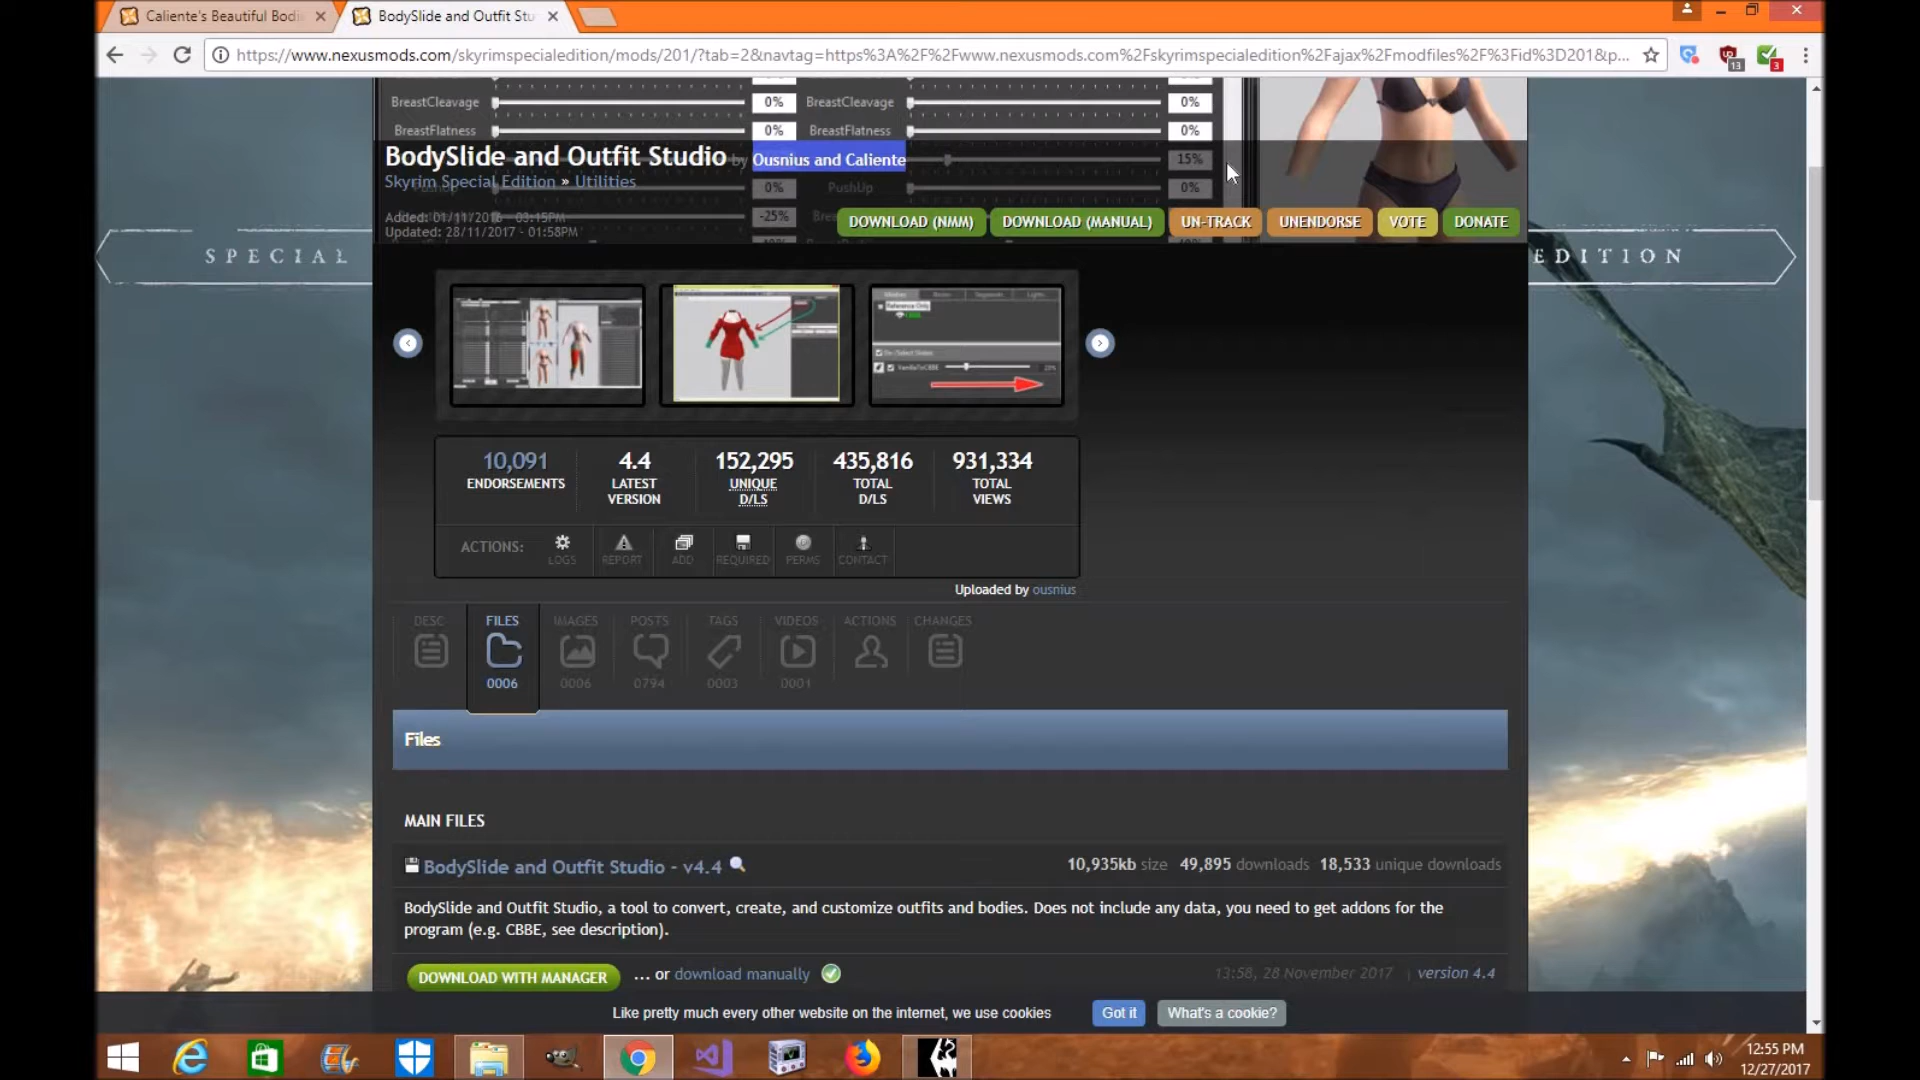 Caliente's Beautiful Bodi
BodySlide and Outfit Stu
https://www.nexusmods.com/skyrimspecialedition/mods/201/?tab=2&navtag=https%3A%2F%2Fwww.nexusmods.com%2Fskyrimspecialedition%2Fajax%2Fmodfiles%2F%3Fid%3D201&p...
13
3
BreastCleavage 0% BreastCleavage 0%
BreastFlatness 0% BreastFlatness 0%
BodySlide and Outfit Studio by Ousnius and Caliente 15%
Skyrim Special Edition » Utilities 0% PushUp 0%
Added: 01/11/2016 - 03:15PM -25%
Updated: 28/11/2017 - 01:58PM
DOWNLOAD (NMM) DOWNLOAD (MANUAL) UN-TRACK UNENDORSE VOTE DONATE
SPECIAL EDITION
10,091 4.4 152,295 435,816 931,334
ENDORSEMENTS LATEST UNIQUE TOTAL TOTAL
VERSION D/LS D/LS VIEWS
ACTIONS: LOGS REPORT ADD REQUIRED PERMS CONTACT
Uploaded by ousnius
DESC FILES IMAGES POSTS TAGS VIDEOS ACTIONS CHANGES
0006 0006 0794 0003 0001
Files
MAIN FILES
BodySlide and Outfit Studio - v4.4 10,935kb size 49,895 downloads 18,533 unique downloads
BodySlide and Outfit Studio, a tool to convert, create, and customize outfits and bodies. Does not include any data, you need to get addons for the
program (e.g. CBBE, see description).
DOWNLOAD WITH MANAGER ... or download manually 13:58, 28 November 2017 version 4.4
Like pretty much every other website on the internet, we use cookies Got it What's a cookie?
12:55 PM
12/27/2017